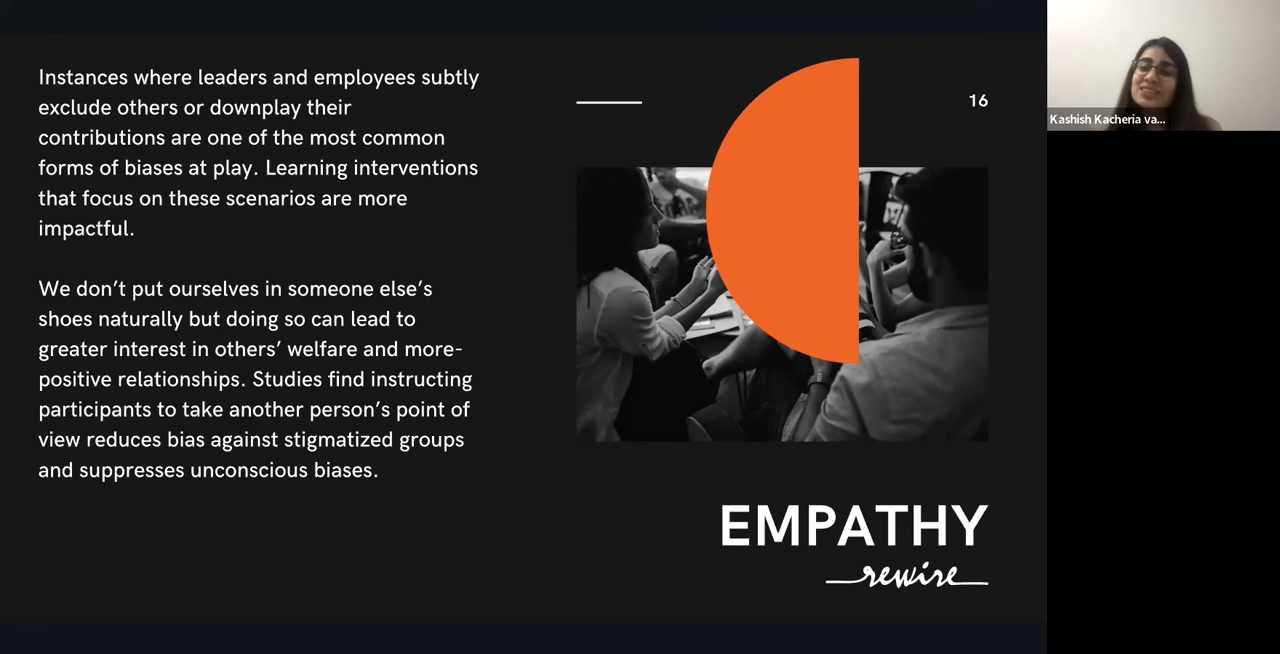 Instances where leaders and employees subtly
exclude others or downplay their
contributions are one of the most common
forms of biases at play. Learning interventions
that focus on these scenarios are more
impactful.
We don’t put ourselves in someone else’s
shoes naturally but doing so can lead to
greater interest in others’ welfare and more-
positive relationships. Studies find instructing
participants to take another person’s point of
view reduces bias against stigmatized groups
and suppresses unconscious biases.
16
EMPATHY
rewire
Kashish Kacheria va...